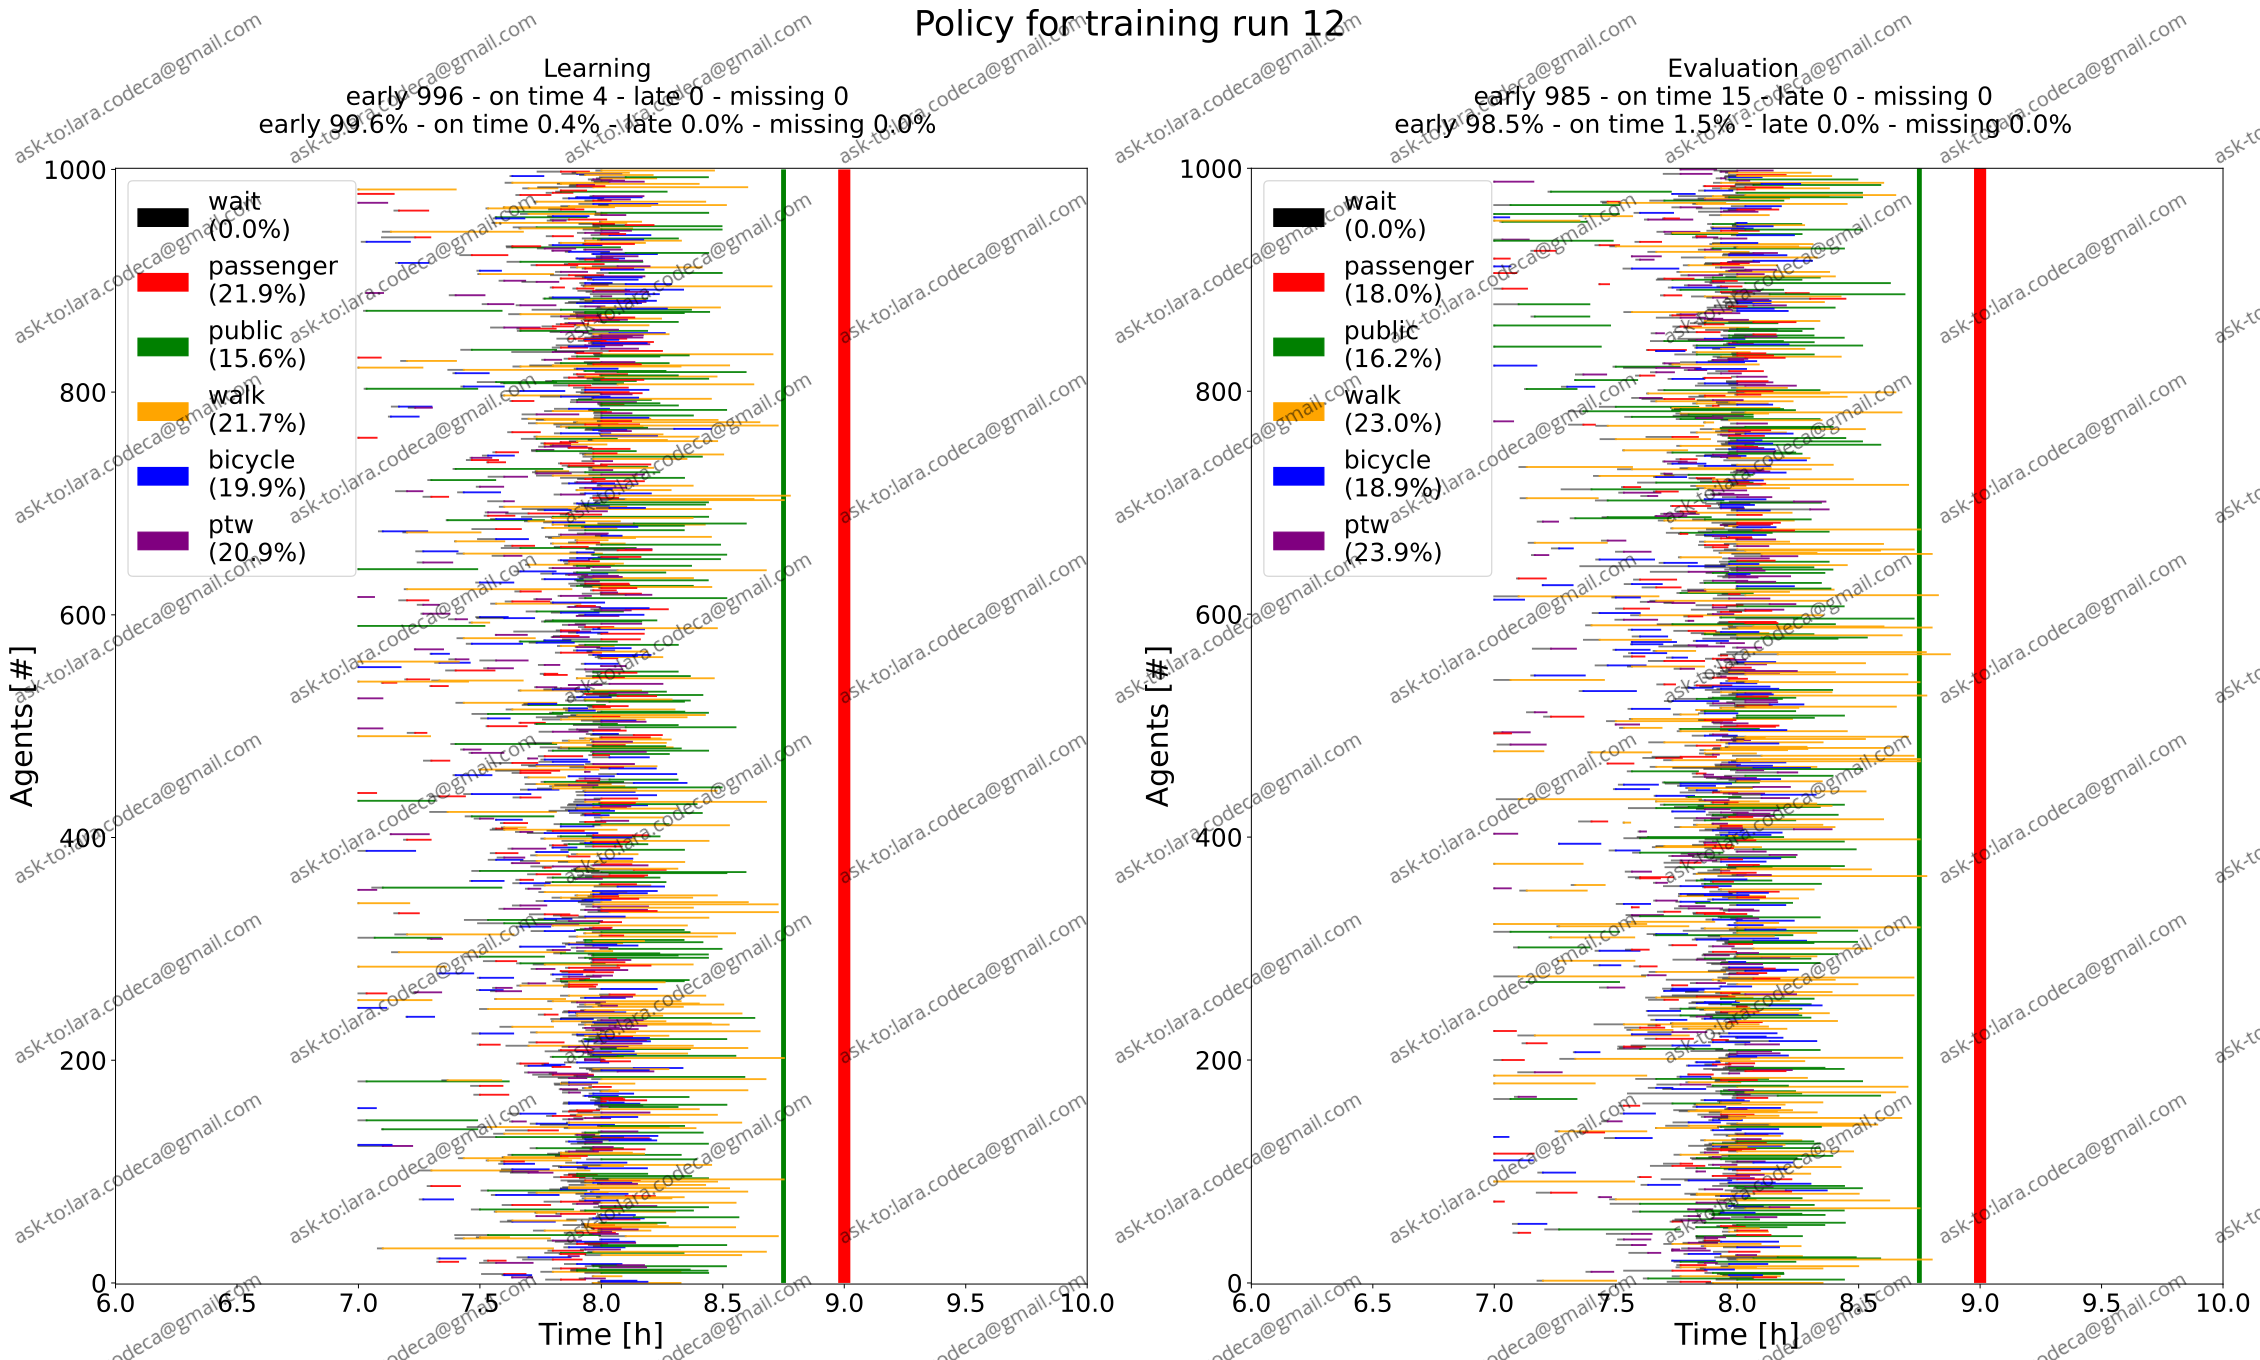 Policy for training run 12
Learning
early 996 - on time 4 - late 0 - missing 0
early 99.6% - on time 0.4% - late 0.0% - missing 0.0%
1000
800
600
400
200
0
Agents [#]
wait
(0.0%)
passenger
(21.9%)
public
(15.6%)
walk
(21.7%)
bicycle
(19.9%)
ptw
(20.9%)
6.0 6.5 7.0 7.5 8.0 8.5 9.0 9.5 10.0
Time [h]
Evaluation
early 985 - on time 15 - late 0 - missing 0
early 98.5% - on time 1.5% - late 0.0% - missing 0.0%
1000
800
600
400
200
0
Agents [#]
wait
(0.0%)
passenger
(18.0%)
public
(16.2%)
walk
(23.0%)
bicycle
(18.9%)
ptw
(23.9%)
6.0 6.5 7.0 7.5 8.0 8.5 9.0 9.5 10.0
Time [h]
ask-to:lara.codeca@gmail.com